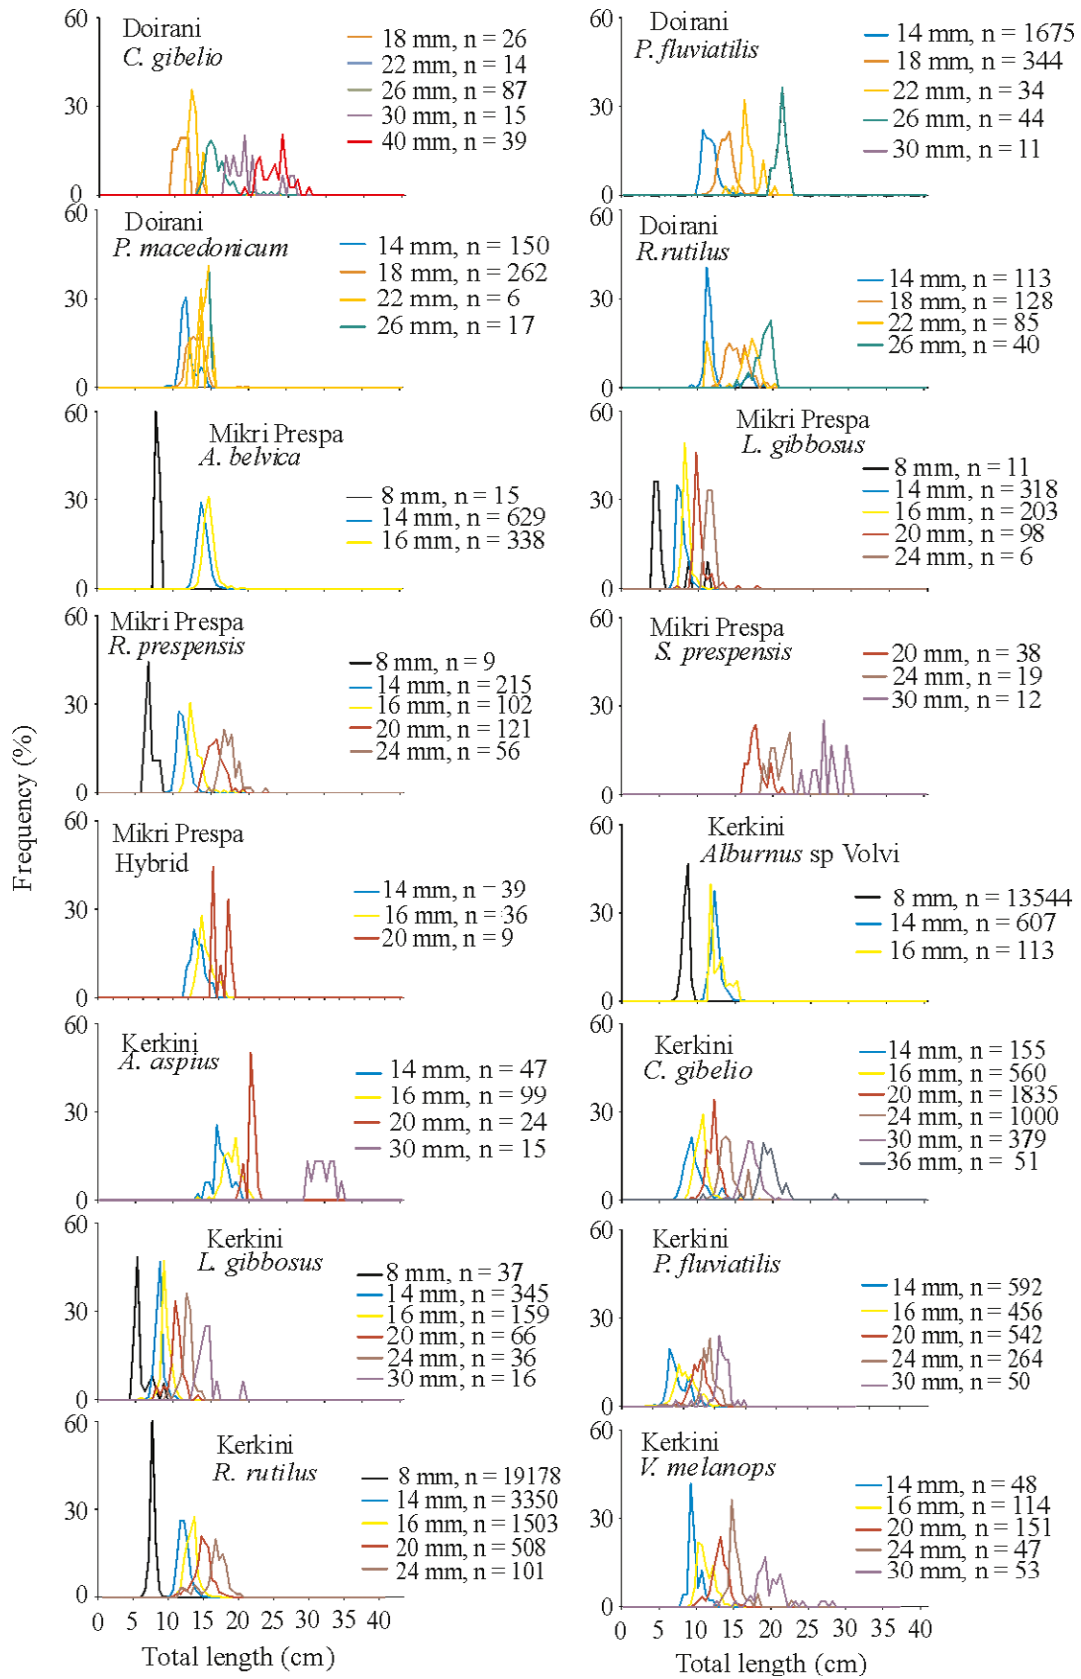 Frequency (%)
60
30
0
Doirani
C. gibelio
18 mm, n = 26
22 mm, n = 14
26 mm, n = 87
30 mm, n = 15
40 mm, n = 39
60
30
0
Doirani
P. fluviatilis
14 mm, n = 1675
18 mm, n = 344
22 mm, n = 34
26 mm, n = 44
30 mm, n = 11
60
30
0
Doirani
P. macedonicum
14 mm, n = 150
18 mm, n = 262
22 mm, n = 6
26 mm, n = 17
60
30
0
Doirani
R.rutilus
14 mm, n = 113
18 mm, n = 128
22 mm, n = 85
26 mm, n = 40
60
30
0
Mikri Prespa
A. belvica
8 mm, n = 15
14 mm, n = 629
16 mm, n = 338
60
30
0
Mikri Prespa
L. gibbosus
8 mm, n = 11
14 mm, n = 318
16 mm, n = 203
20 mm, n = 98
24 mm, n = 6
60
30
0
Mikri Prespa
R. prespensis
8 mm, n = 9
14 mm, n = 215
16 mm, n = 102
20 mm, n = 121
24 mm, n = 56
60
30
0
Mikri Prespa
S. prespensis
20 mm, n = 38
24 mm, n = 19
30 mm, n = 12
60
30
0
Mikri Prespa
Hybrid
14 mm, n = 39
16 mm, n = 36
20 mm, n = 9
60
30
0
Kerkini
Alburnus sp Volvi
8 mm, n = 13544
14 mm, n = 607
16 mm, n = 113
60
30
0
Kerkini
A. aspius
14 mm, n = 47
16 mm, n = 99
20 mm, n = 24
30 mm, n = 15
60
30
0
Kerkini
C. gibelio
14 mm, n = 155
16 mm, n = 560
20 mm, n = 1835
24 mm, n = 1000
30 mm, n = 379
36 mm, n = 51
60
30
0
Kerkini
L. gibbosus
8 mm, n = 37
14 mm, n = 345
16 mm, n = 159
20 mm, n = 66
24 mm, n = 36
30 mm, n = 16
60
30
0
Kerkini
P. fluviatilis
14 mm, n = 592
16 mm, n = 456
20 mm, n = 542
24 mm, n = 264
30 mm, n = 50
60
30
0
Kerkini
R. rutilus
8 mm, n = 19178
14 mm, n = 3350
16 mm, n = 1503
20 mm, n = 508
24 mm, n = 101
0 5 10 15 20 25 30 35 40
Total length (cm)
60
30
0
Kerkini
V. melanops
14 mm, n = 48
16 mm, n = 114
20 mm, n = 151
24 mm, n = 47
30 mm, n = 53
0 5 10 15 20 25 30 35 40
Total length (cm)